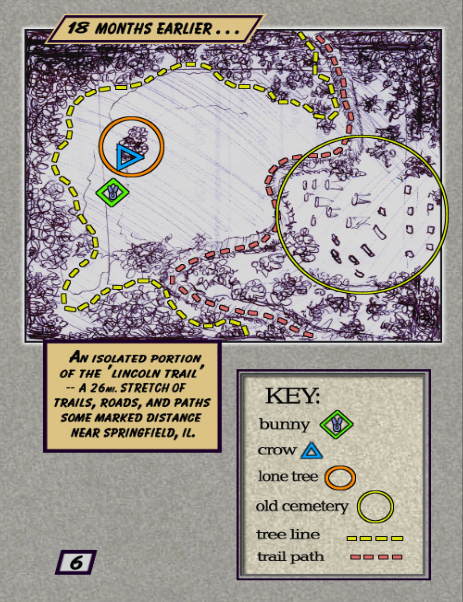 18 MONTHS EARLIER . . .
AN ISOLATED PORTION
OF THE 'LINCOLN TRAIL'
-- A 26MI. STRETCH OF
TRAILS, ROADS, AND PATHS
SOME MARKED DISTANCE
NEAR SPRINGFIELD, IL.
KEY:
bunny
crow
lone tree
old cemetery
tree line
trail path
6